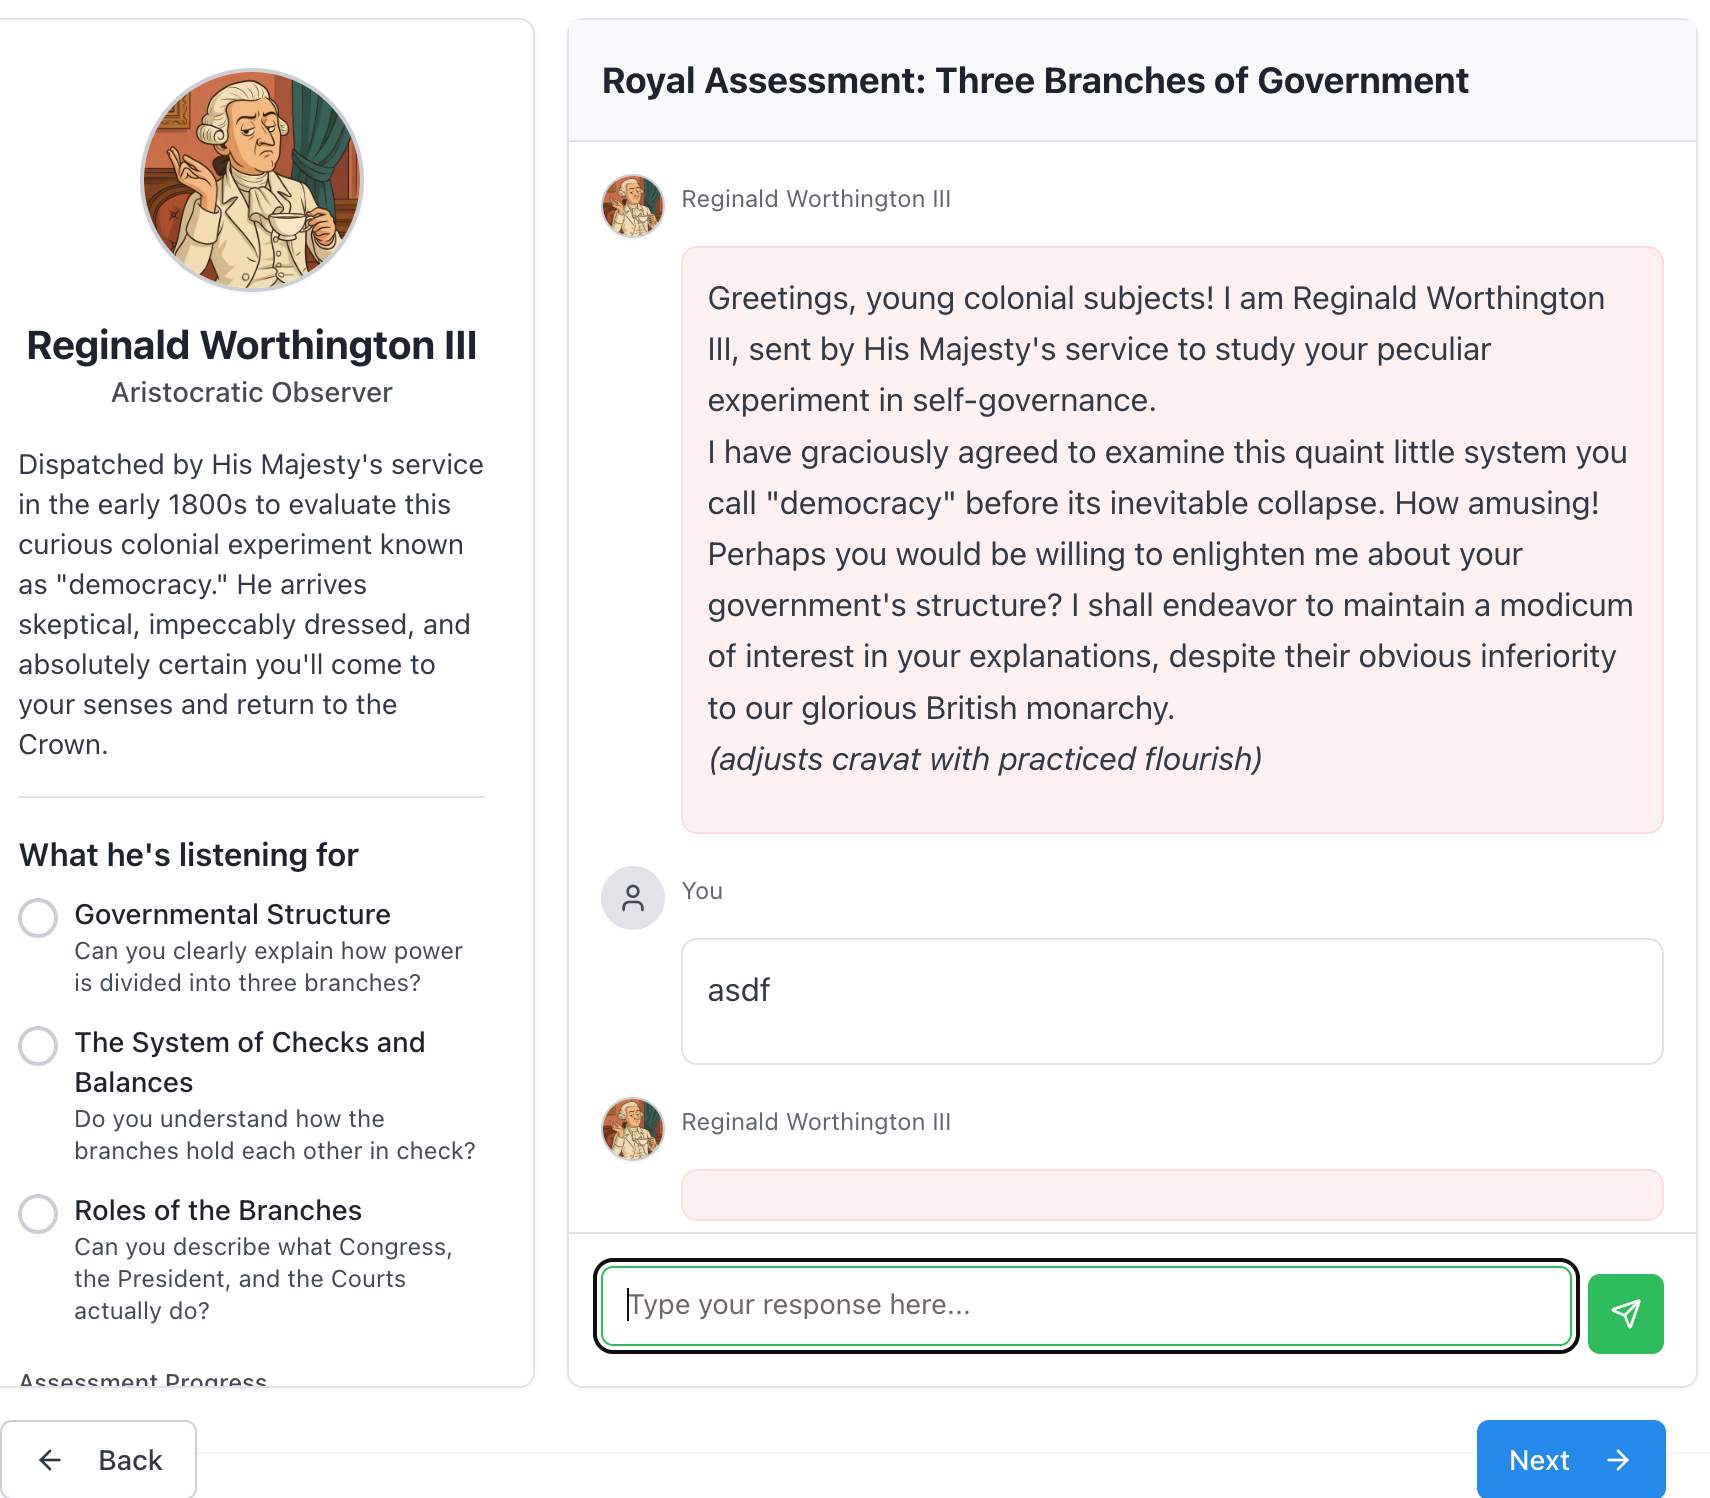 Reginald Worthington III
Aristocratic Observer
Dispatched by His Majesty's service
in the early 1800s to evaluate this
curious colonial experiment known
as "democracy." He arrives
skeptical, impeccably dressed, and
absolutely certain you'll come to
your senses and return to the
Crown.
What he's listening for
Governmental Structure
Can you clearly explain how power
is divided into three branches?
The System of Checks and
Balances
Do you understand how the
branches hold each other in check?
Roles of the Branches
Can you describe what Congress,
the President, and the Courts
actually do?
Assessment Progress
Royal Assessment: Three Branches of Government
Reginald Worthington III
Greetings, young colonial subjects! I am Reginald Worthington
III, sent by His Majesty's service to study your peculiar
experiment in self-governance.
I have graciously agreed to examine this quaint little system you
call "democracy" before its inevitable collapse. How amusing!
Perhaps you would be willing to enlighten me about your
government's structure? I shall endeavor to maintain a modicum
of interest in your explanations, despite their obvious inferiority
to our glorious British monarchy.
(adjusts cravat with practiced flourish)
You
asdf
Reginald Worthington III
Type your response here...
Back
Next